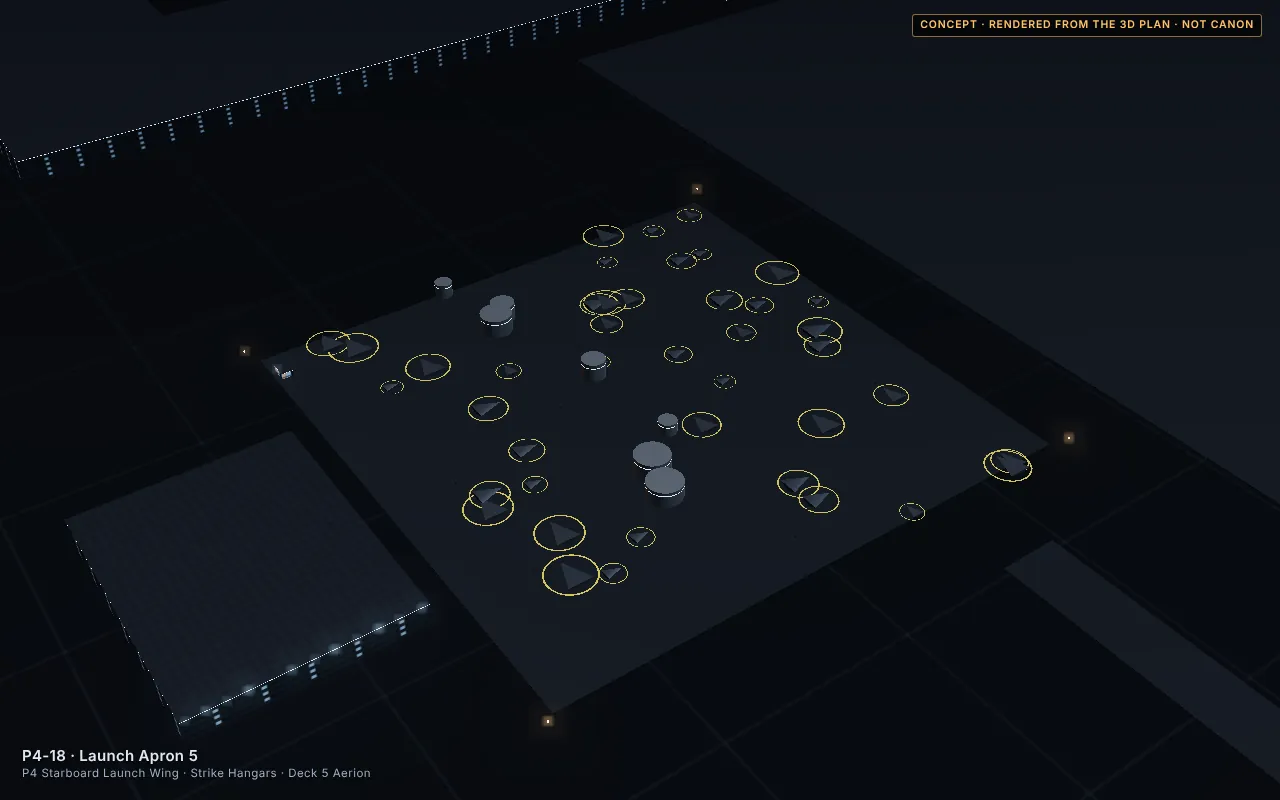 CONCEPT · RENDERED FROM THE 3D PLAN · NOT CANON
P4-18 · Launch Apron 5
P4 Starboard Launch Wing · Strike Hangars · Deck 5 Aerion